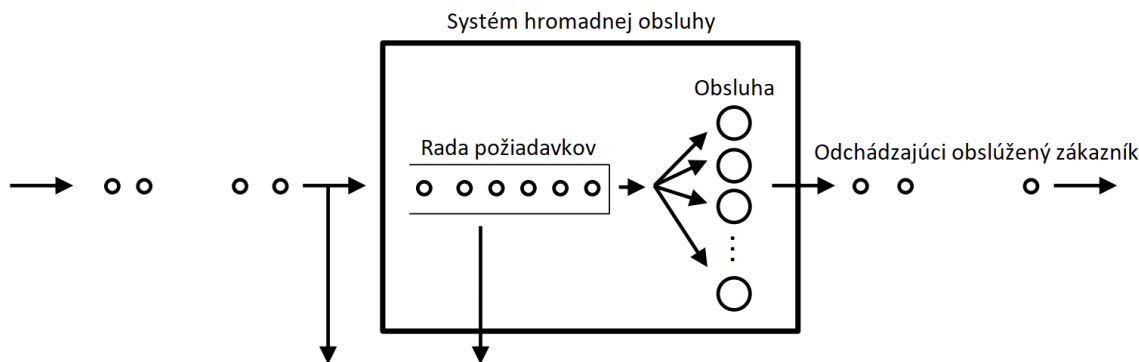 Systém hromadnej obsluhy
Obsluha
Rada požiadavkov
Odchádzajúci obslúžený zákazník